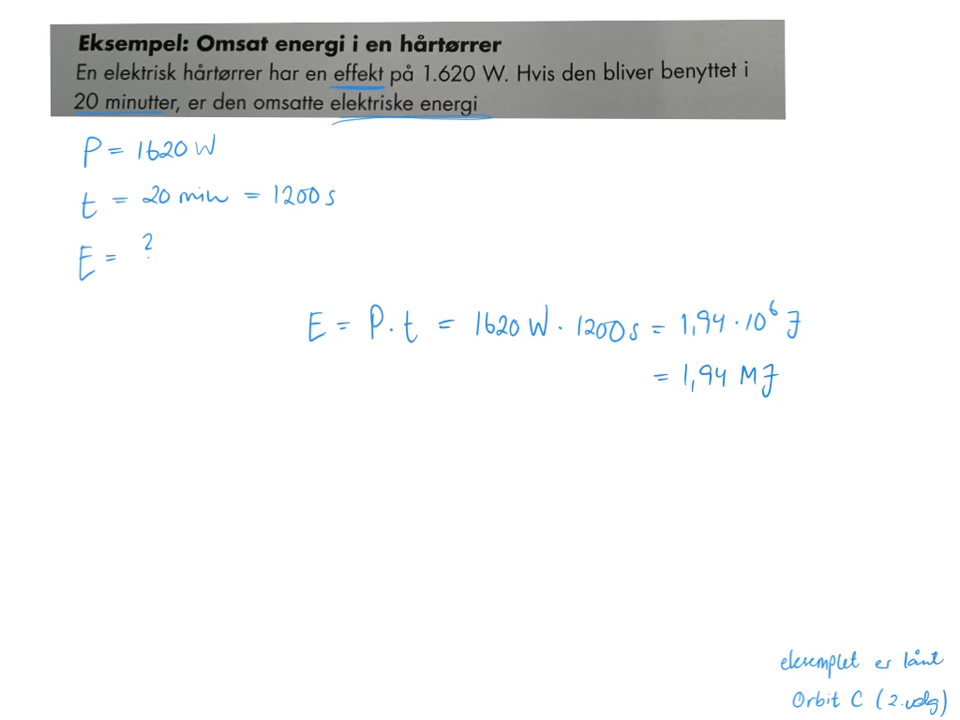 Eksempel: Omsat energi i en hårtørrer
En elektrisk hårtørrer har en effekt på 1.620 W. Hvis den bliver benyttet i
20 minutter, er den omsatte elektriske energi
P = 1620 W
t = 20 min = 1200 s
E = ?
E = P · t = 1620 W · 1200 s = 1,94 · 10⁶ J
= 1,94 MJ
eksemplet er lånt
Orbit C (2. udg)